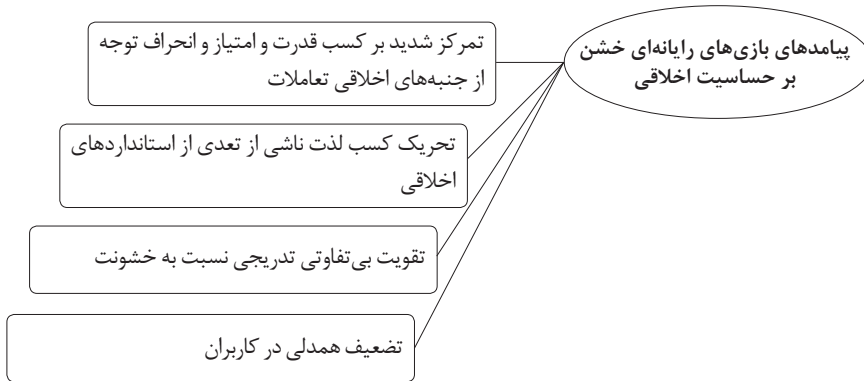 پیامدهای بازی‌های رایانه‌ای خشن
بر حساسیت اخلاقی
تمرکز شدید بر کسب قدرت و امتیاز و انحراف توجه
از جنبه‌های اخلاقی تعاملات
تحریک کسب لذت ناشی از تعدی از استانداردهای
اخلاقی
تقویت بی‌تفاوتی تدریجی نسبت به خشونت
تضعیف همدلی در کاربران